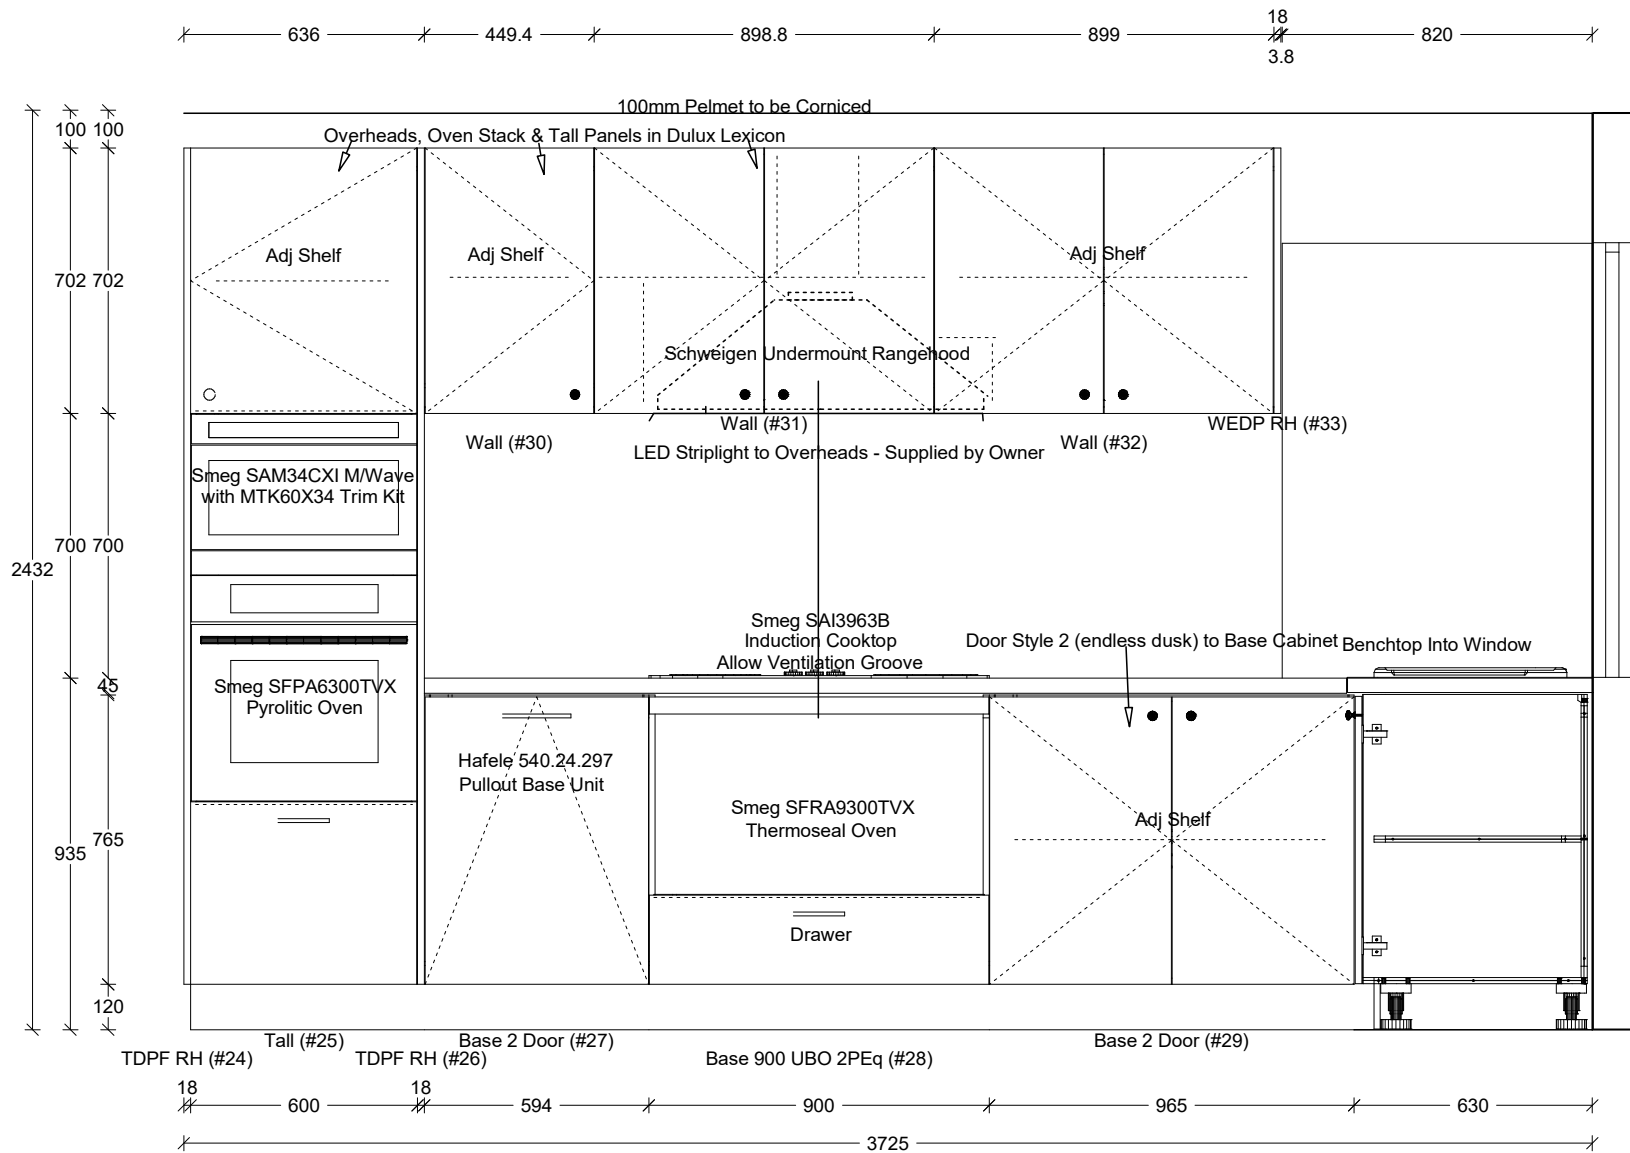 18
636 449.4 898.8 899 820
3.8
100mm Pelmet to be Corniced
100 100
Overheads, Oven Stack & Tall Panels in Dulux Lexicon
Adj Shelf Adj Shelf Adj Shelf
702 702
Schweigen Undermount Rangehood
Wall (#31) WEDP RH (#33)
Wall (#30) Wall (#32)
LED Striplight to Overheads - Supplied by Owner
Smeg SAM34CXI M/Wave
with MTK60X34 Trim Kit
700 700
2432
Smeg SAI3963B
Induction Cooktop
Allow Ventilation Groove
Door Style 2 (endless dusk) to Base Cabinet
Benchtop Into Window
45
Smeg SFPA6300TVX
Pyrolitic Oven
Hafele 540.24.297
Pullout Base Unit
Smeg SFRA9300TVX
Thermoseal Oven
Adj Shelf
765
935
Drawer
120
Tall (#25) Base 2 Door (#27) Base 2 Door (#29)
TDPF RH (#24) TDPF RH (#26) Base 900 UBO 2PEq (#28)
18 18
600 594 900 965 630
3725